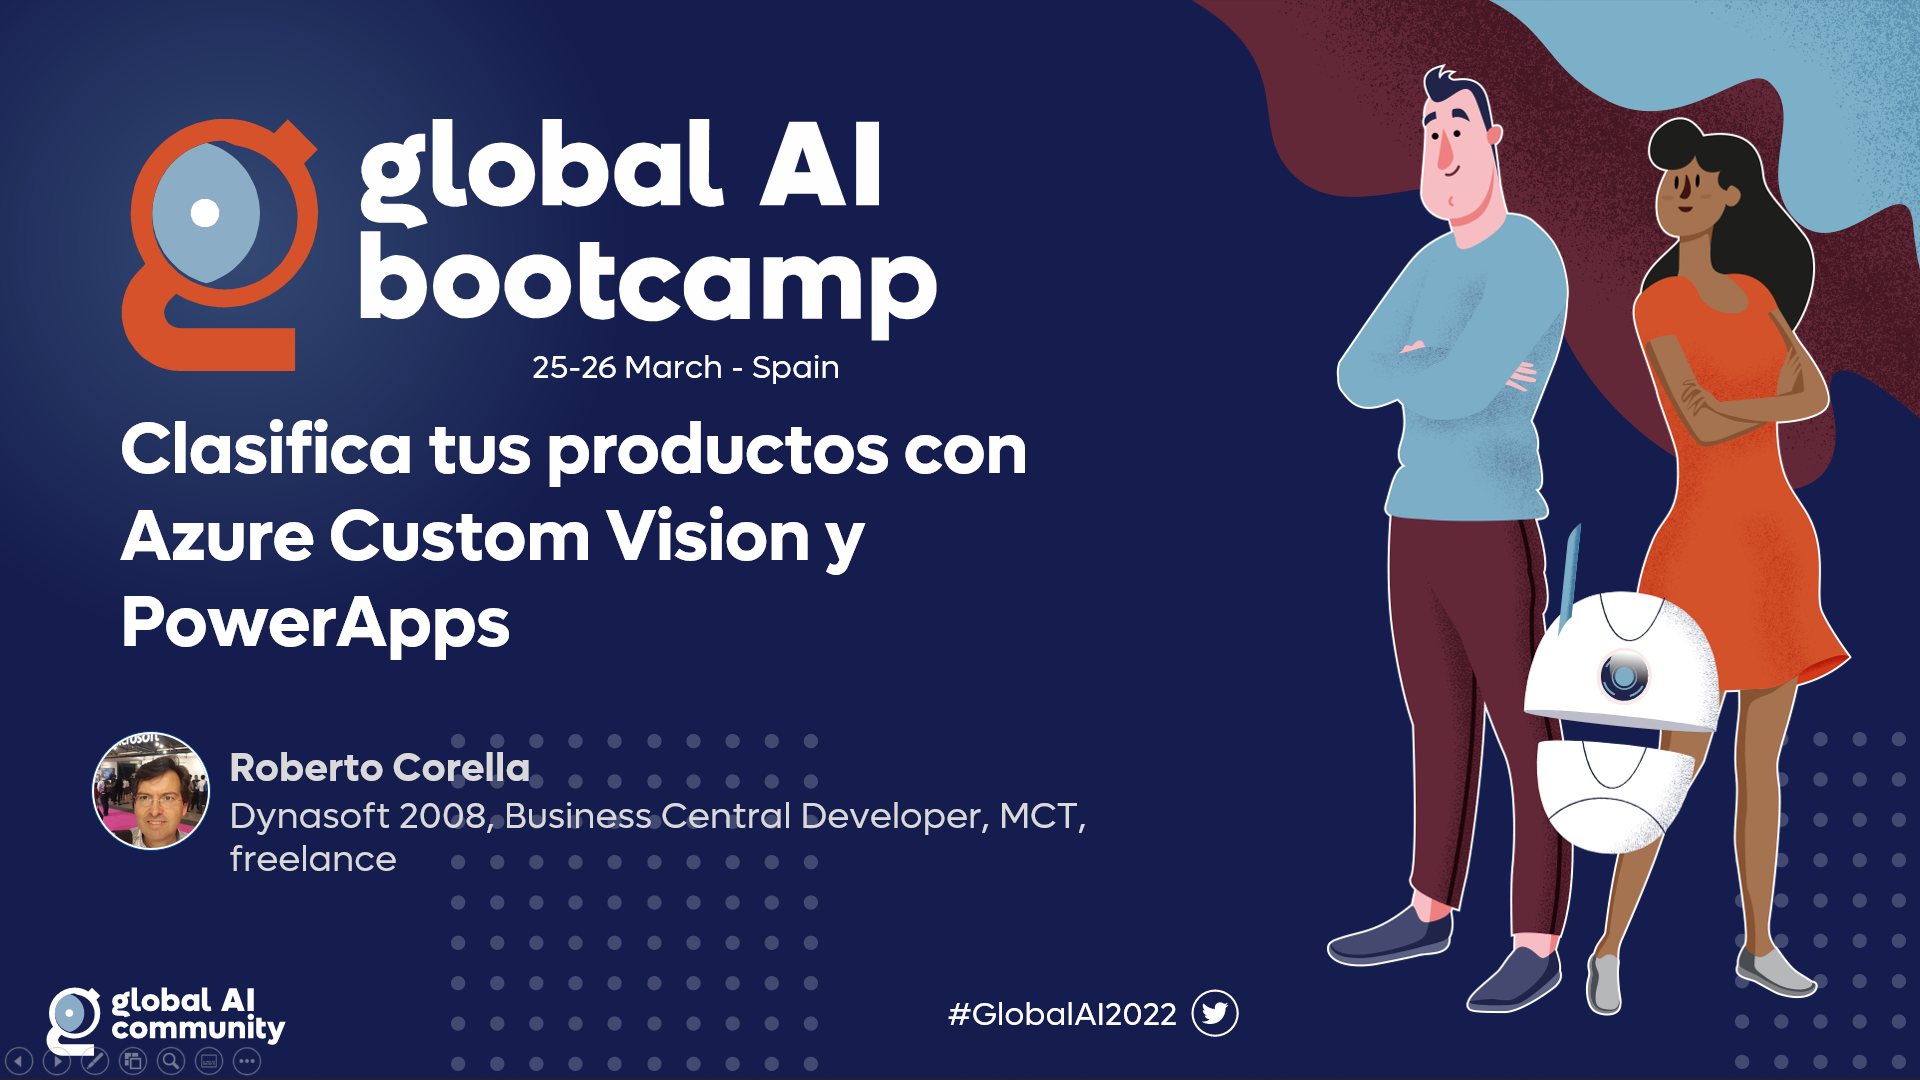 global AI
bootcamp
25-26 March - Spain
Clasifica tus productos con
Azure Custom Vision y
PowerApps
Roberto Corella
Dynasoft 2008, Business Central Developer, MCT,
freelance
global AI
community
#GlobalAI2022